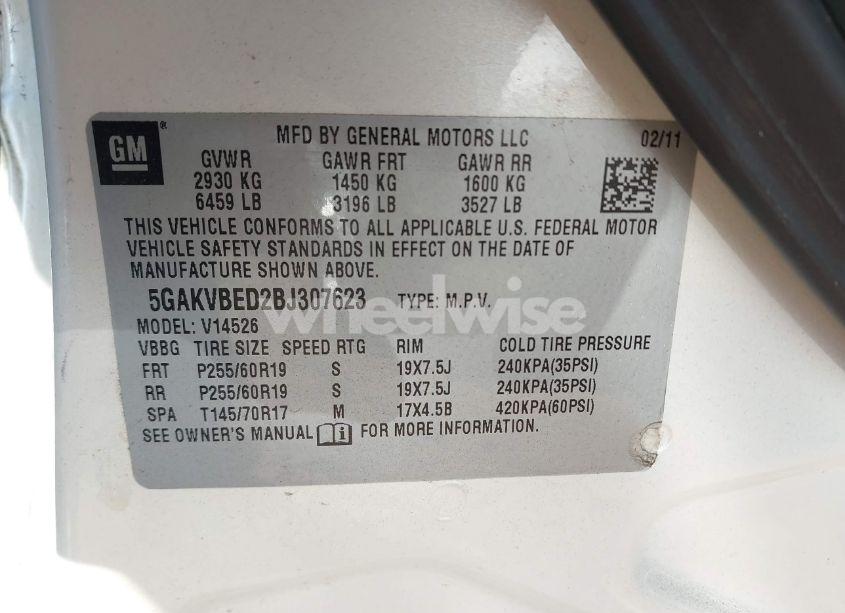 GM ®
MFD BY GENERAL MOTORS LLC 02/11
GVWR GAWR FRT GAWR RR
2930 KG 1450 KG 1600 KG
6459 LB 3196 LB 3527 LB
THIS VEHICLE CONFORMS TO ALL APPLICABLE U.S. FEDERAL MOTOR
VEHICLE SAFETY STANDARDS IN EFFECT ON THE DATE OF
MANUFACTURE SHOWN ABOVE.
5GAKVBED2BJ307623 TYPE: M.P.V.
wheelwise
MODEL: V14526
VBBG TIRE SIZE SPEED RTG RIM COLD TIRE PRESSURE
FRT P255/60R19 S 19X7.5J 240KPA(35PSI)
RR P255/60R19 S 19X7.5J 240KPA(35PSI)
SPA T145/70R17 M 17X4.5B 420KPA(60PSI)
SEE OWNER'S MANUAL FOR MORE INFORMATION.